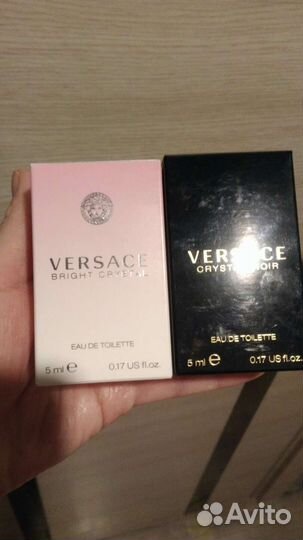 VERSACE
BRIGHT CRYSTAL
EAU DE TOILETTE
5 ml e 0.17 US fl.oz.
VERSACE
CRYSTAL NOIR
EAU DE TOILETTE
5 ml e 0.17 US fl.oz.
Avito